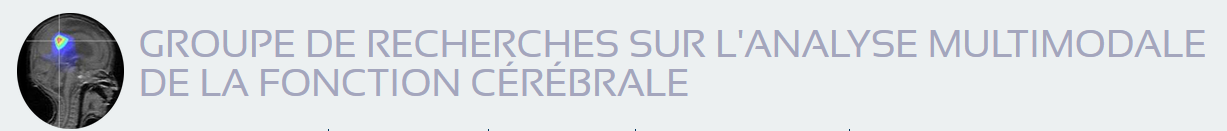 GROUPE DE RECHERCHES SUR L'ANALYSE MULTIMODALE
DE LA FONCTION CÉRÉBRALE